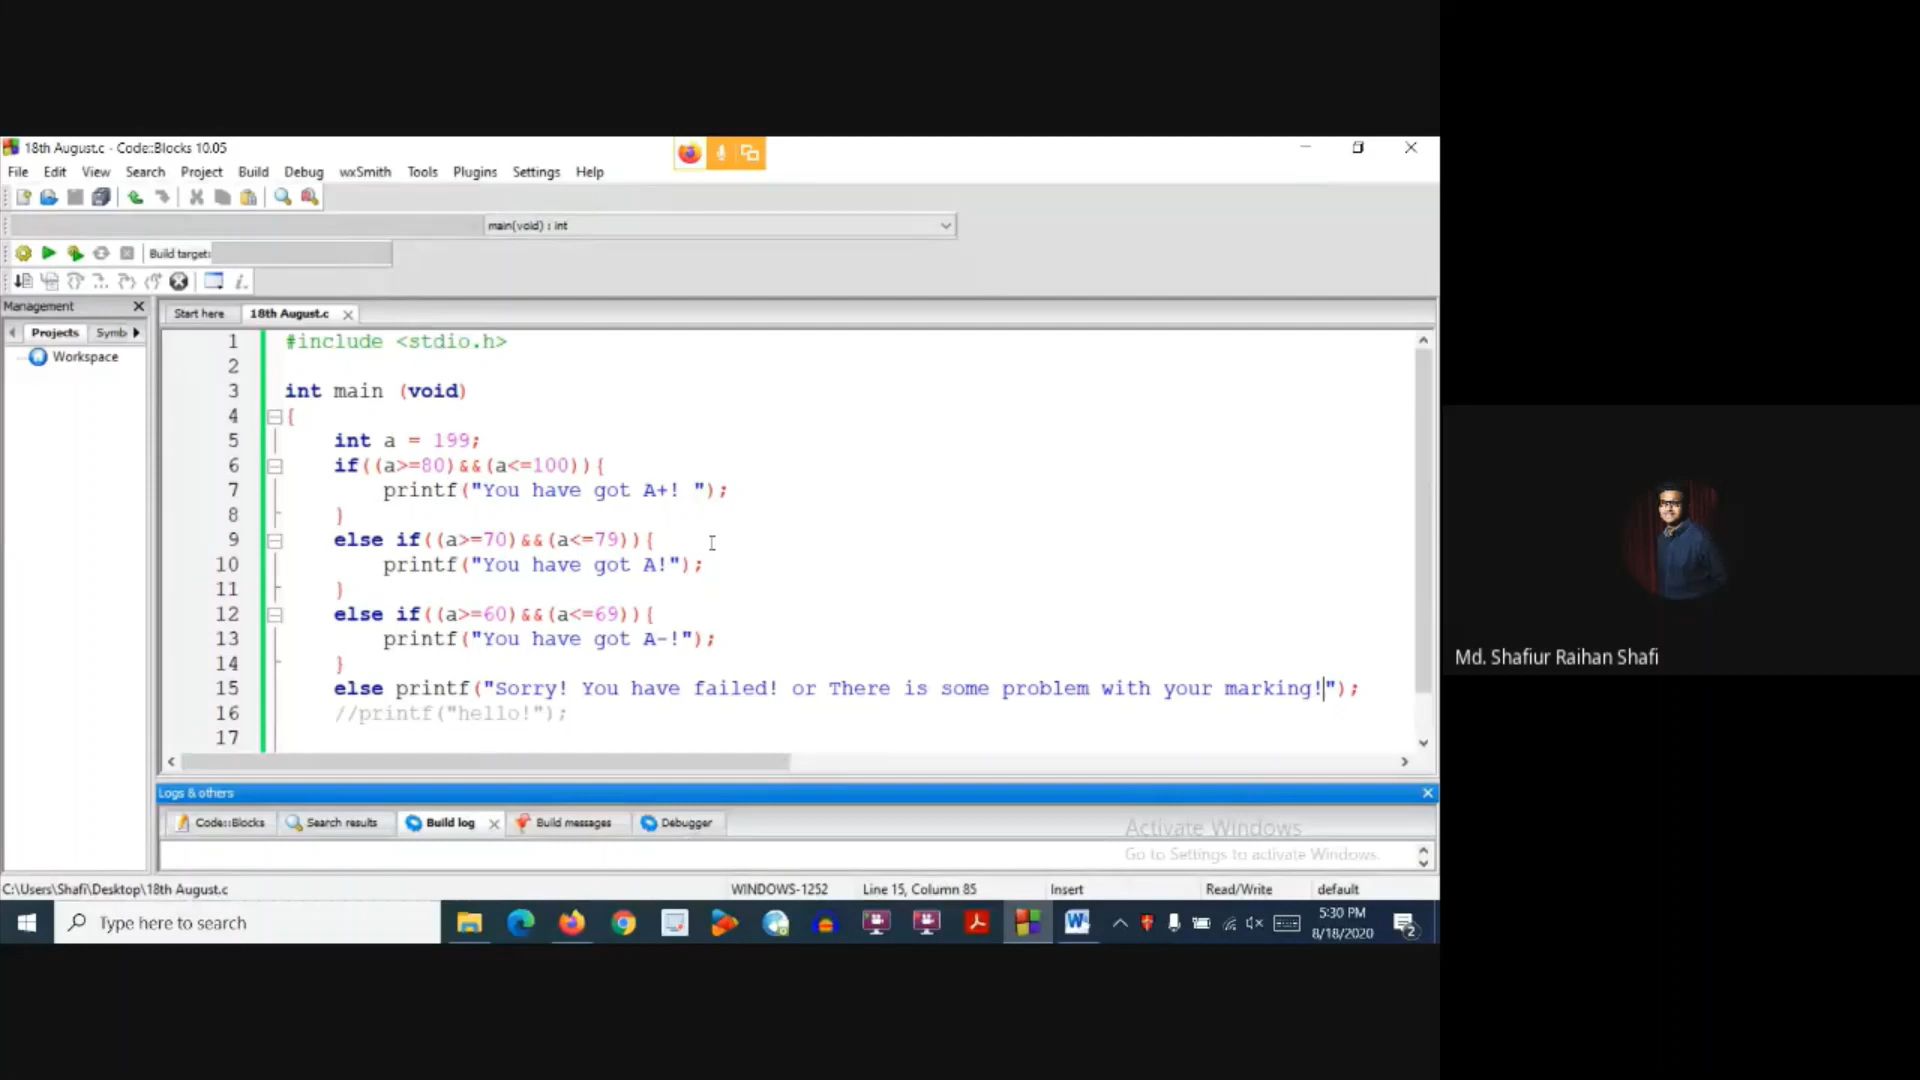 18th August.c - Code::Blocks 10.05
File Edit View Search Project Build Debug wxSmith Tools Plugins Settings Help
main(void) : int
Build target:
Management
Projects Symb
Workspace
Start here 18th August.c
1 #include <stdio.h>
2
3 int main (void)
4 {
5 int a = 199;
6 if((a>=80)&&(a<=100)){
7 printf("You have got A+! ");
8 }
9 else if((a>=70)&&(a<=79)){
10 printf("You have got A!");
11 }
12 else if((a>=60)&&(a<=69)){
13 printf("You have got A-!");
14 }
15 else printf("Sorry! You have failed! or There is some problem with your marking!");
16 //printf("hello!");
17
Logs & others
Code::Blocks Search results Build log Build messages Debugger
Activate Windows
Go to Settings to activate Windows.
C:\Users\Shafi\Desktop\18th August.c WINDOWS-1252 Line 15, Column 85 Insert Read/Write default
Type here to search
5:30 PM
8/18/2020
2
Md. Shafiur Raihan Shafi